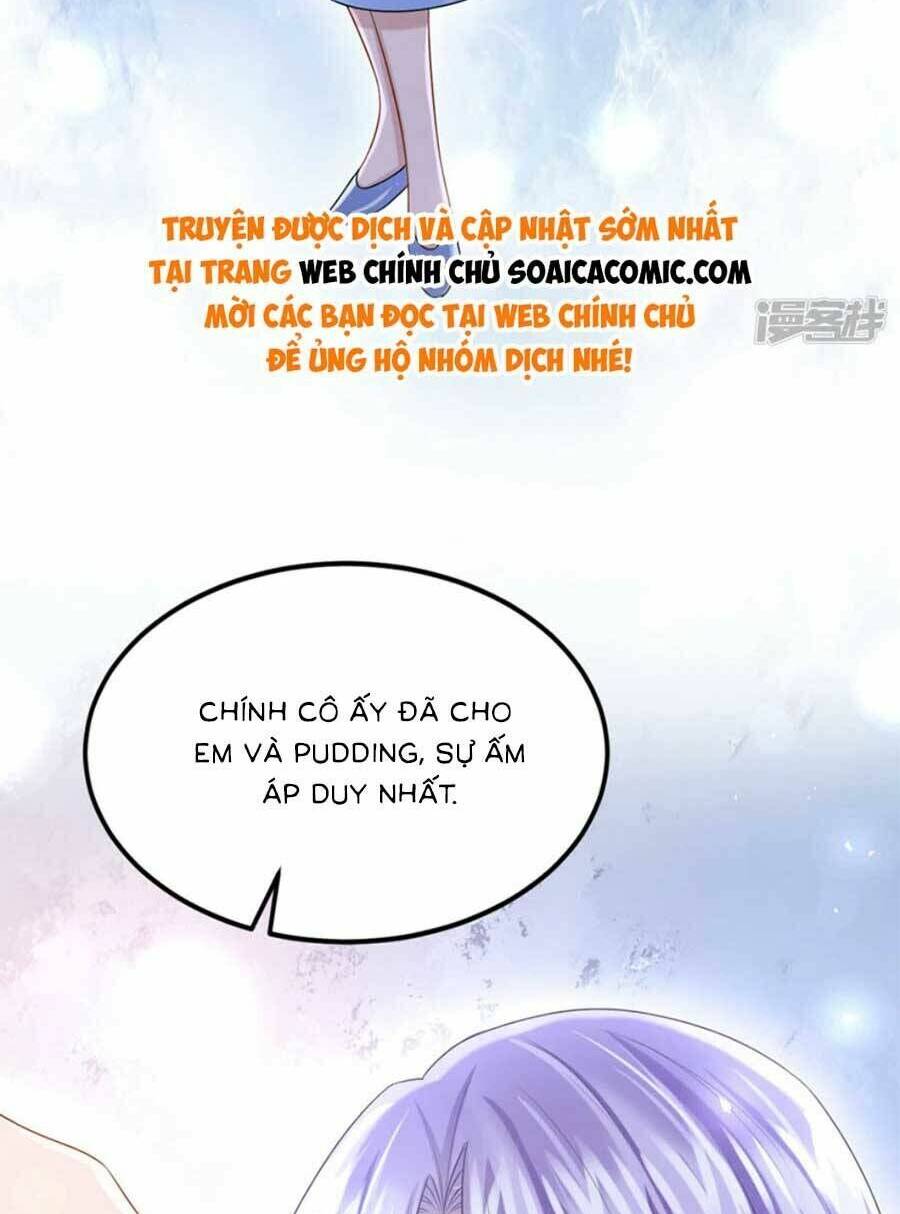 TRUYỆN ĐƯỢC DỊCH VÀ CẬP NHẬT SỚM NHẤT
TẠI TRANG WEB CHÍNH CHỦ SOAICACOMIC.COM
MỜI CÁC BẠN ĐỌC TẠI WEB CHÍNH CHỦ
ĐỂ ỦNG HỘ NHÓM DỊCH NHÉ!
漫客栈
CHÍNH CÔ ẤY ĐÃ CHO
EM VÀ PUDDING, SỰ ẤM
ÁP DUY NHẤT.